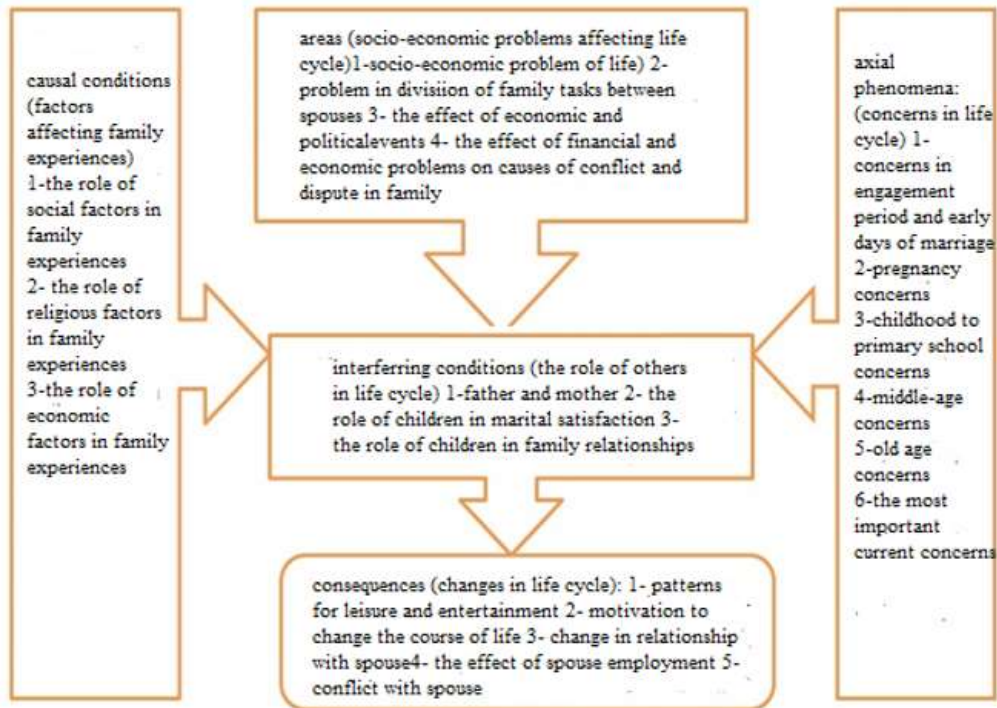 causal conditions
(factors
affecting family
experiences)
1-the role of
social factors in
family
experiences
2- the role of
religious factors
in family
experiences
3-the role of
economic
factors in family
experiences
areas (socio-economic problems affecting life
cycle)1-socio-economic problem of life) 2-
problem in divisiion of family tasks between
spouses 3- the effect of economic and
politicalevents 4- the effect of financial and
economic problems on causes of conflict and
dispute in family
axial
phenomena:
(concerns in life
cycle) 1-
concerns in
engagement
period and early
days of marriage
2-pregnancy
concerns
3-childhood to
primary school
concerns
4-middle-age
concerns
5-old age
concerns
6-the most
important
current concerns
interferring conditions (the role of others
in life cycle) 1-father and mother 2- the
role of children in marital satisfaction 3-
the role of children in family relationships
consequences (changes in life cycle): 1- patterns
for leisure and entertainment 2- motivation to
change the course of life 3- change in relationship
with spouse4- the effect of spouse employment 5-
conflict with spouse